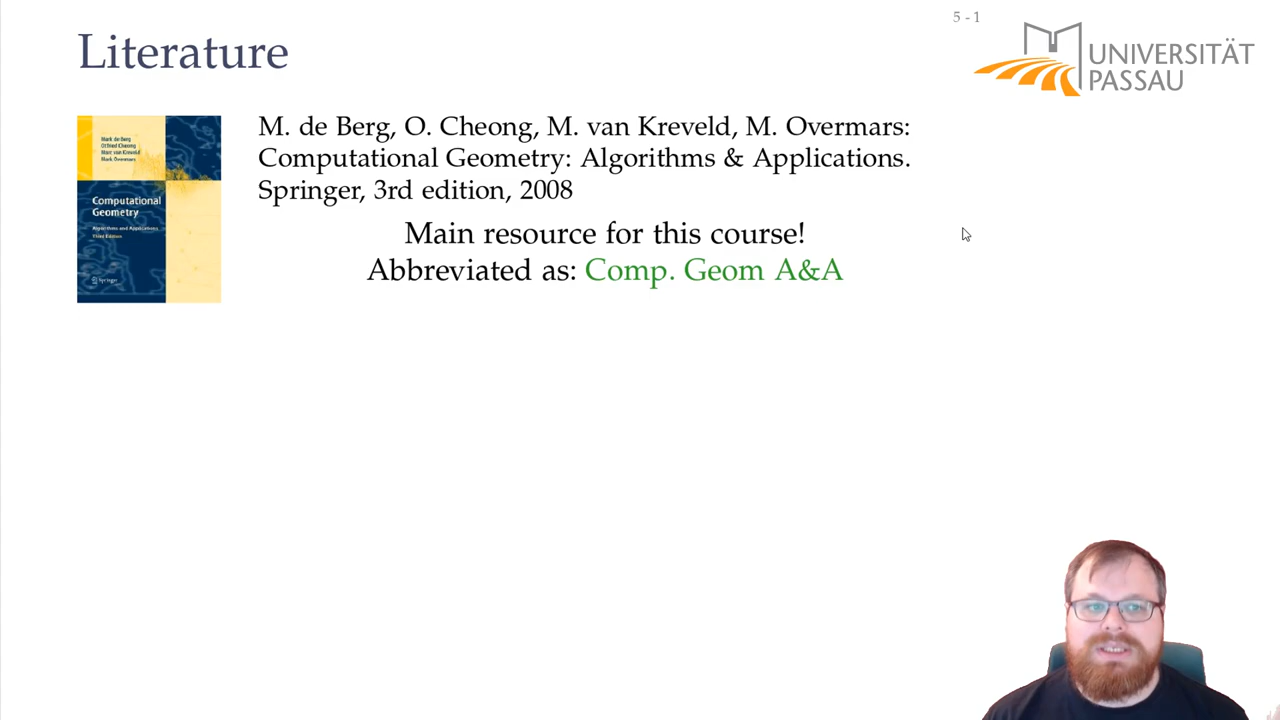 5 - 1
Literature
UNIVERSITÄT
PASSAU
M. de Berg, O. Cheong, M. van Kreveld, M. Overmars:
Computational Geometry: Algorithms & Applications.
Springer, 3rd edition, 2008
Main resource for this course!
Abbreviated as: Comp. Geom A&A
Mark de Berg
Otfried Cheong
Marc van Kreveld
Mark Overmars
Computational
Geometry
Algorithms and Applications
Third Edition
Springer